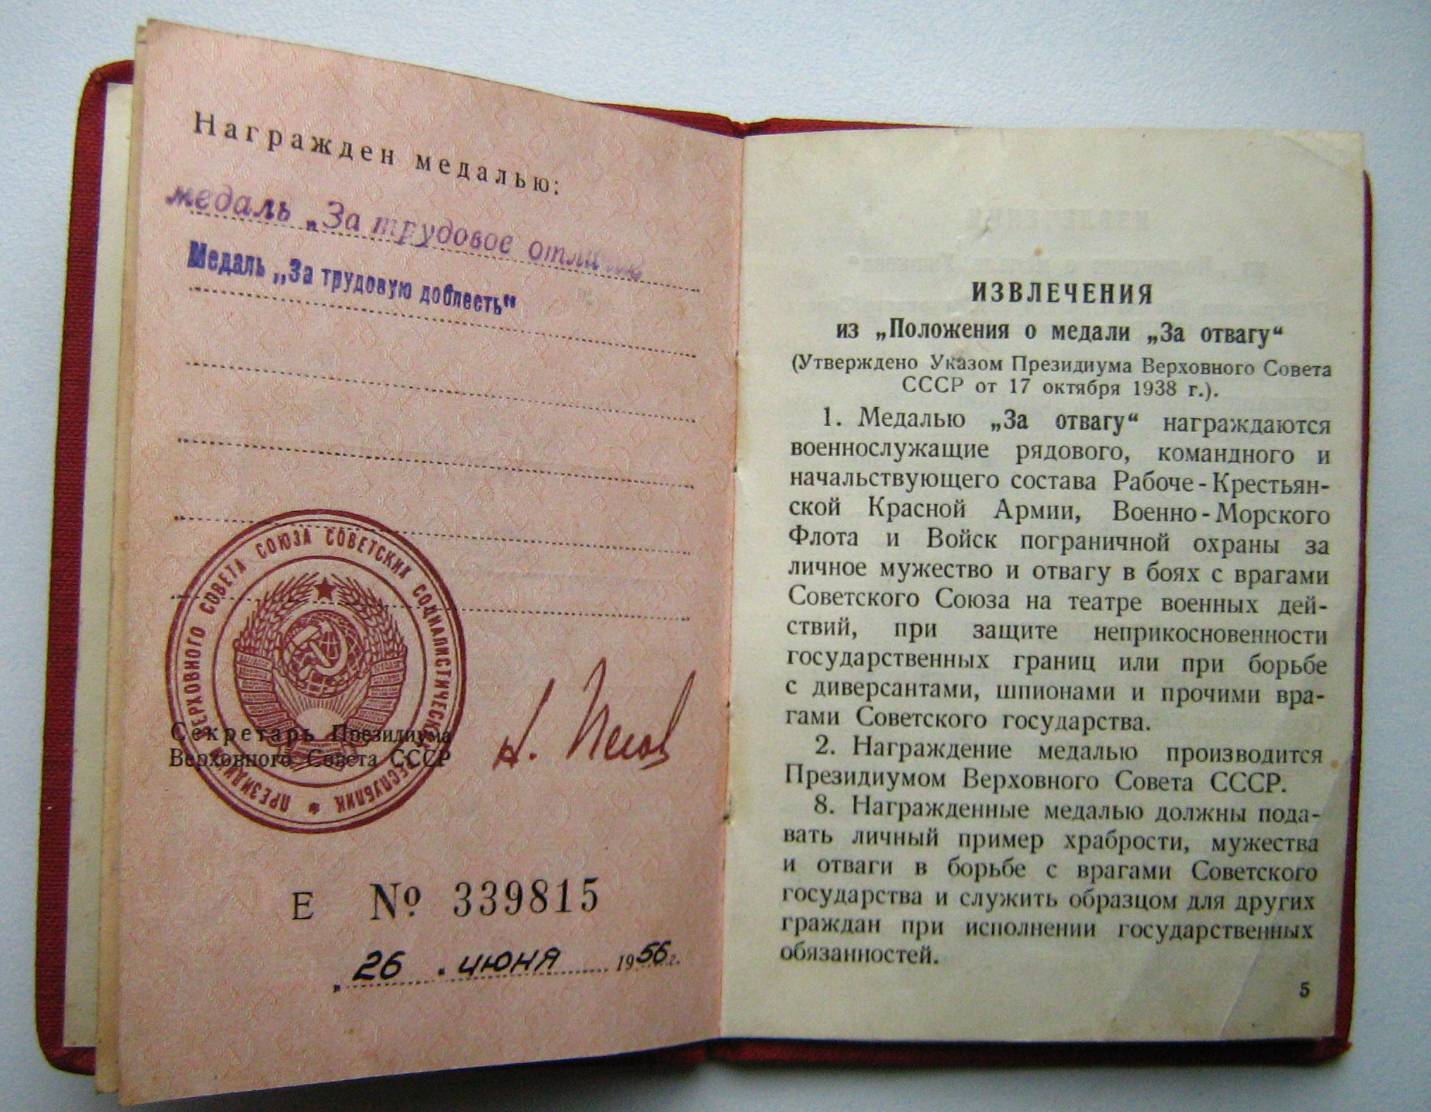 Награжден медалью:
медаль „За трудовое отличие
Медаль „За трудовую доблесть"
ПРЕЗИДИУМ ВЕРХОВНОГО СОВЕТА СОЮЗА СОВЕТСКИХ СОЦИАЛИСТИЧЕСКИХ РЕСПУБЛИК
Секретарь Президиума
Верховного Совета СССР
Е № 339815
„26 . июня 1956 г.
ИЗВЛЕЧЕНИЯ
из „Положения о медали „За отвагу“
(Утверждено Указом Президиума Верховного Совета
СССР от 17 октября 1938 г.).
1. Медалью „За отвагу“ награждаются
военнослужащие рядового, командного и
начальствующего состава Рабоче-Крестьян-
ской Красной Армии, Военно-Морского
Флота и Войск пограничной охраны за
личное мужество и отвагу в боях с врагами
Советского Союза на театре военных дей-
ствий, при защите неприкосновенности
государственных границ или при борьбе
с диверсантами, шпионами и прочими вра-
гами Советского государства.
2. Награждение медалью производится
Президиумом Верховного Совета СССР.
8. Награжденные медалью должны пода-
вать личный пример храбрости, мужества
и отваги в борьбе с врагами Советского
государства и служить образцом для других
граждан при исполнении государственных
обязанностей.
5